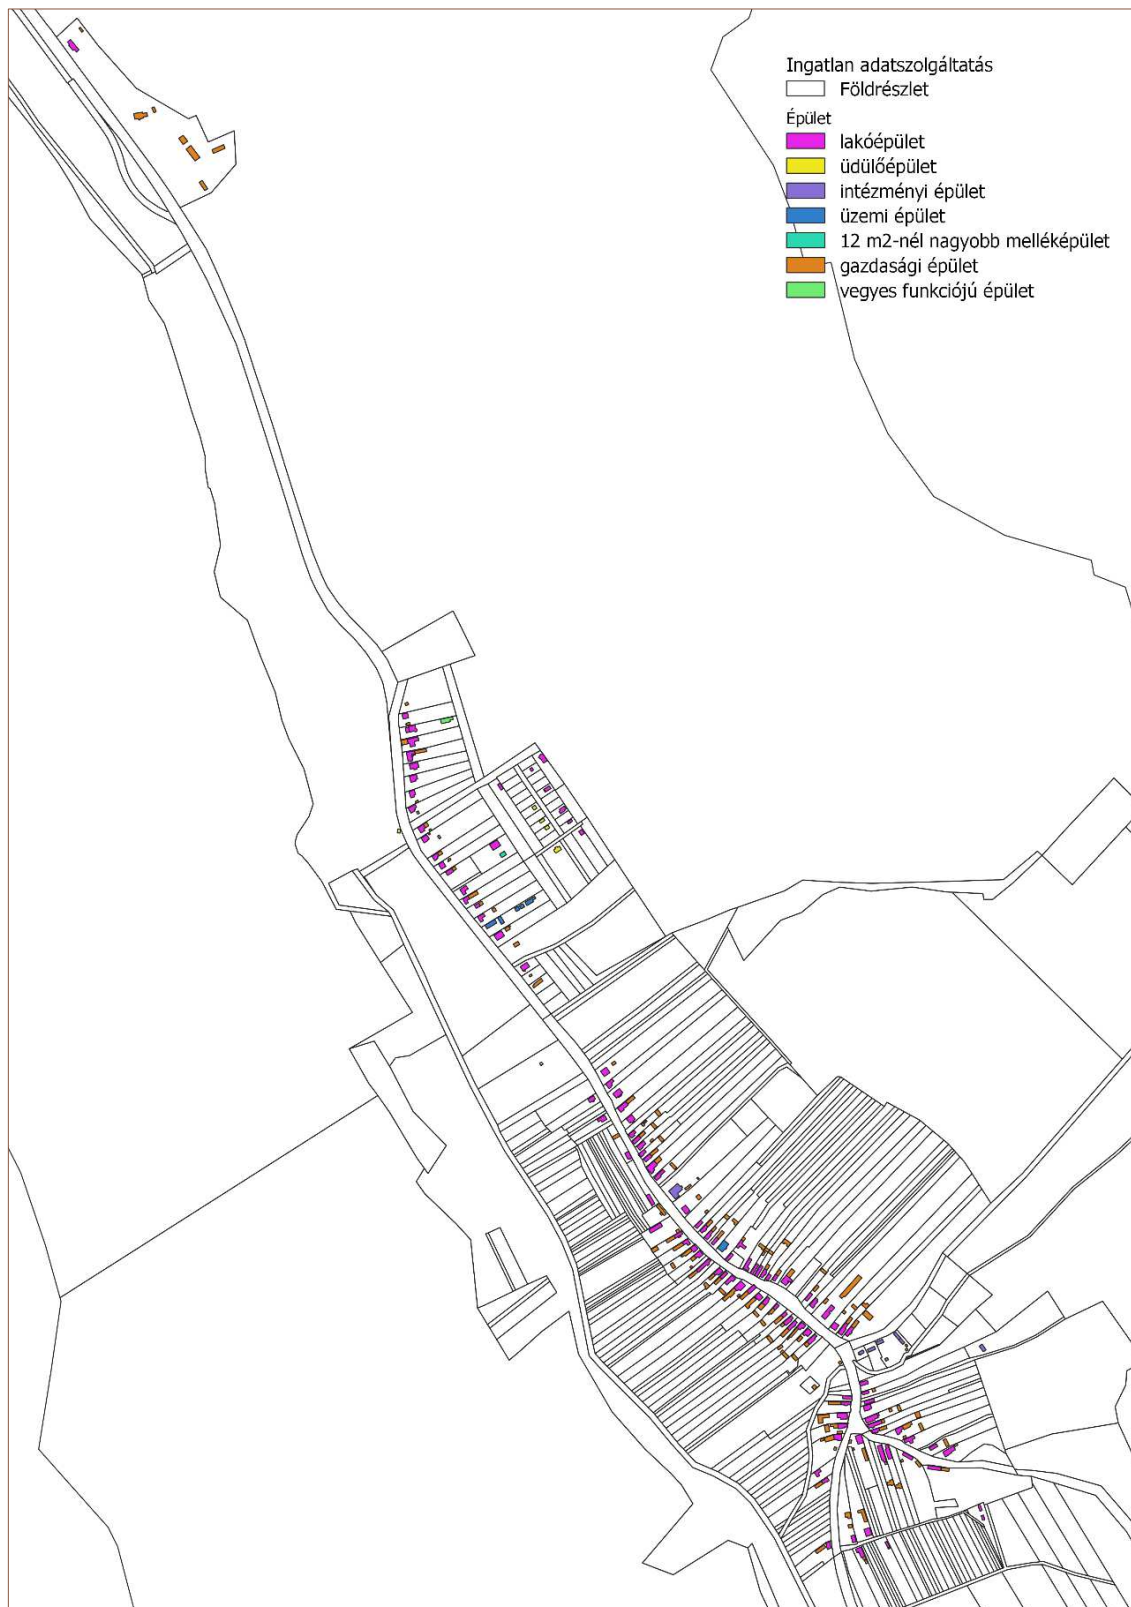 Ingatlan adatszolgáltatás
Földrészlet
Épület
lakóépület
üdülőépület
intézményi épület
üzemi épület
12 m2-nél nagyobb melléképület
gazdasági épület
vegyes funkciójú épület